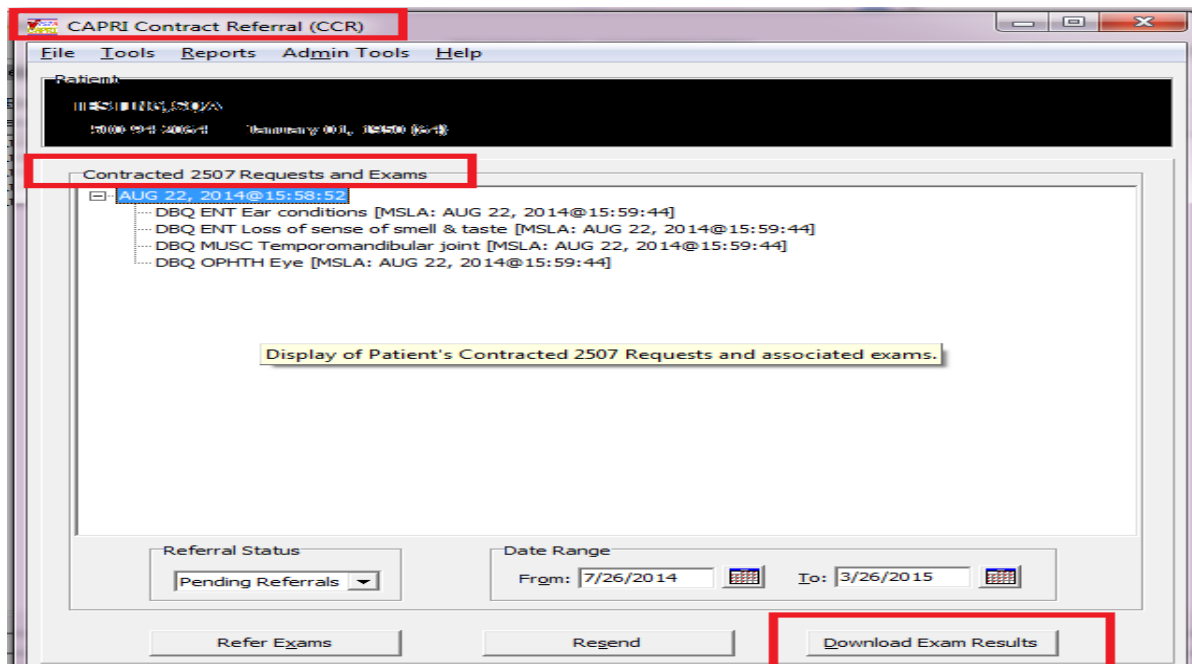 CAPRI Contract Referral (CCR)
File Tools Reports Admin Tools Help
Patient
Contracted 2507 Requests and Exams
AUG 22, 2014@15:58:52
DBQ ENT Ear conditions [MSLA: AUG 22, 2014@15:59:44]
DBQ ENT Loss of sense of smell & taste [MSLA: AUG 22, 2014@15:59:44]
DBQ MUSC Temporomandibular joint [MSLA: AUG 22, 2014@15:59:44]
DBQ OPHTH Eye [MSLA: AUG 22, 2014@15:59:44]
Display of Patient's Contracted 2507 Requests and associated exams.
Referral Status
Date Range
Pending Referrals
From: 7/26/2014 To: 3/26/2015
Refer Exams Resend Download Exam Results